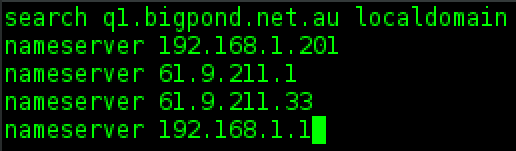 search q1.bigpond.net.au localdomain
nameserver 192.168.1.201
nameserver 61.9.211.1
nameserver 61.9.211.33
nameserver 192.168.1.1